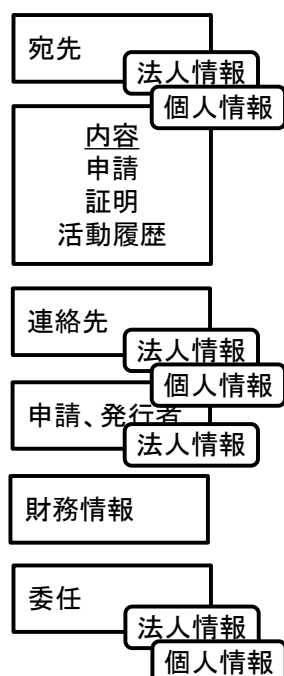 宛先
法人情報
個人情報
内容
申請
証明
活動履歴
連絡先
法人情報
個人情報
申請、発行者
法人情報
財務情報
委任
法人情報
個人情報